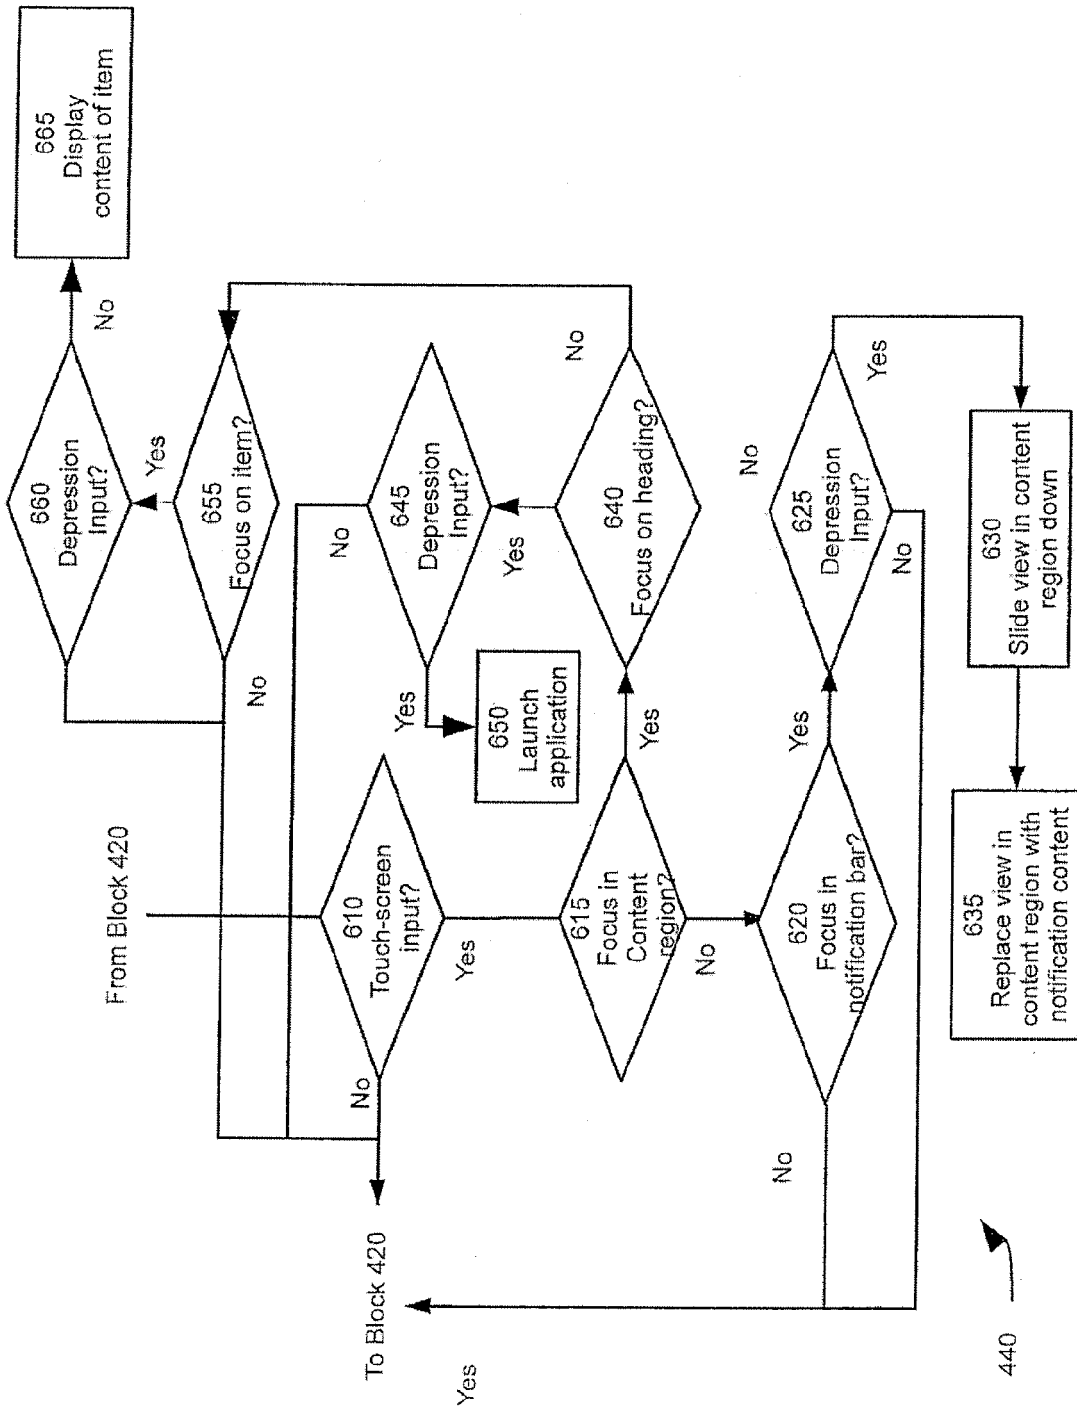 From Block 420
610
Touch-screen
input?
No
Yes
To Block 420
Yes
615
Focus in
Content
region?
No
Yes
620
Focus in
notification bar?
No
Yes
625
Depression
Input?
No
No
Yes
630
Slide view in content
region down
635
Replace view in
content region with
notification content
640
Focus on heading?
Yes
No
645
Depression
Input?
No
Yes
650
Launch
application
655
Focus on item?
No
Yes
660
Depression
Input?
No
665
Display
content of item
440